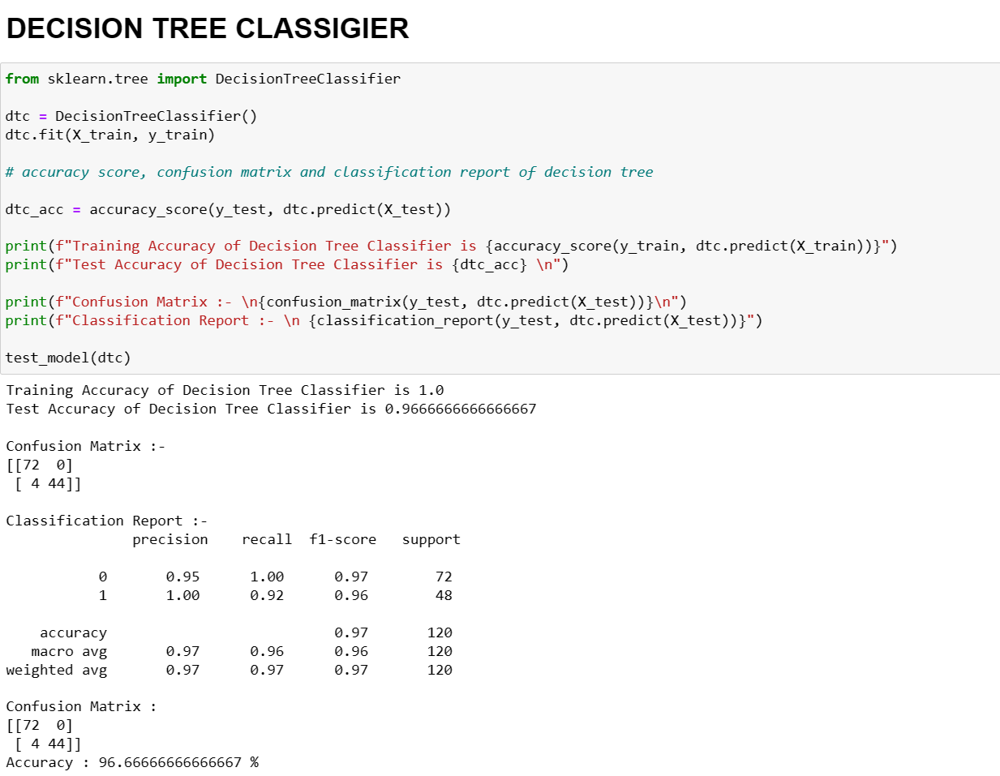 DECISION TREE CLASSIGIER
from sklearn.tree import DecisionTreeClassifier
dtc = DecisionTreeClassifier()
dtc.fit(X_train, y_train)
# accuracy score, confusion matrix and classification report of decision tree
dtc_acc = accuracy_score(y_test, dtc.predict(X_test))
print(f"Training Accuracy of Decision Tree Classifier is {accuracy_score(y_train, dtc.predict(X_train))}")
print(f"Test Accuracy of Decision Tree Classifier is {dtc_acc} \n")
print(f"Confusion Matrix :- \n{confusion_matrix(y_test, dtc.predict(X_test))}\n")
print(f"Classification Report :- \n {classification_report(y_test, dtc.predict(X_test))}")
test_model(dtc)
Training Accuracy of Decision Tree Classifier is 1.0
Test Accuracy of Decision Tree Classifier is 0.9666666666666667
Confusion Matrix :-
[[72  0]
 [ 4 44]]
Classification Report :-
               precision    recall  f1-score   support
           0       0.95      1.00      0.97        72
           1       1.00      0.92      0.96        48
    accuracy                           0.97       120
   macro avg       0.97      0.96      0.96       120
weighted avg       0.97      0.97      0.97       120
Confusion Matrix :
[[72  0]
 [ 4 44]]
Accuracy : 96.66666666666667 %